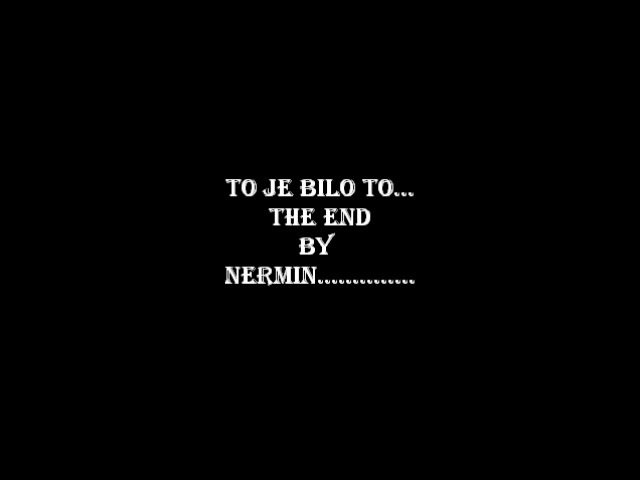 TO JE BILO TO...
THE END
BY
NERMIN..............